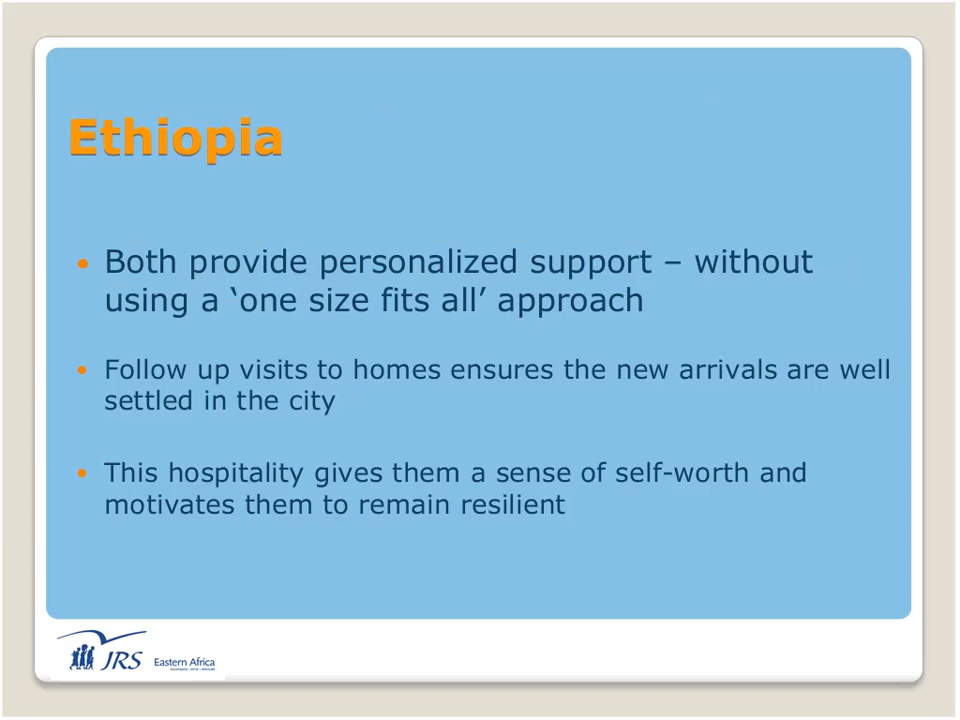 Ethiopia
• Both provide personalized support – without
using a ‘one size fits all’ approach
• Follow up visits to homes ensures the new arrivals are well
settled in the city
• This hospitality gives them a sense of self-worth and
motivates them to remain resilient
JRS Eastern Africa